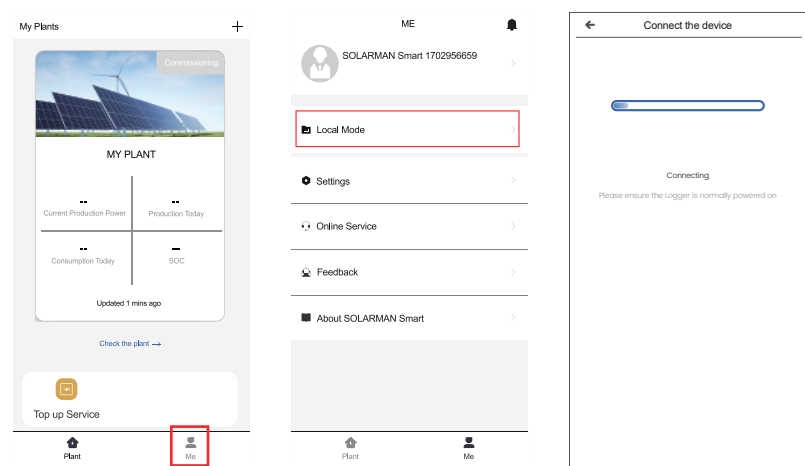 My Plants
Commissioning
MY PLANT
--
Current Production Power
--
Production Today
--
Consumption Today
—
SOC
Updated 1 mins ago
Check the plant →
Top up Service
Plant
Me
ME
SOLARMAN Smart 1702956659
Local Mode
Settings
Online Service
Feedback
About SOLARMAN Smart
Plant
Me
Connect the device
Connecting
Please ensure the Logger is normally powered on